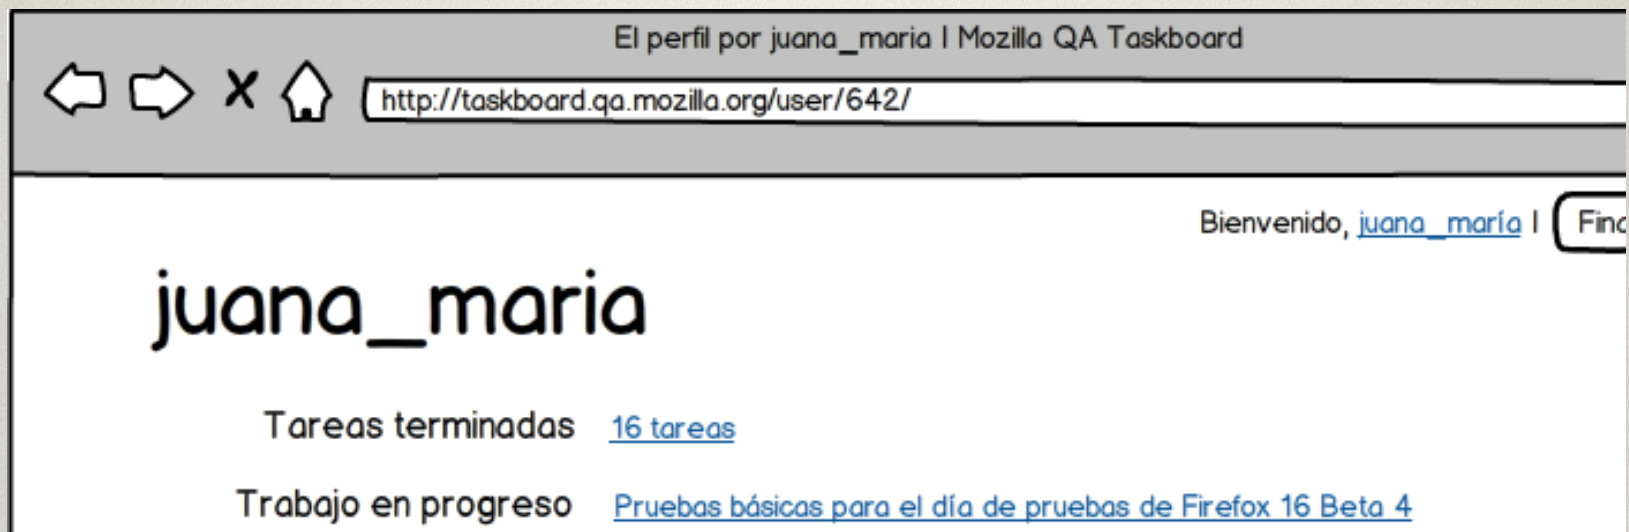 El perfil por juana_maria | Mozilla QA Taskboard
http://taskboard.qa.mozilla.org/user/642/
Bienvenido, juana_maría |
juana_maria
Tareas terminadas 16 tareas
Trabajo en progreso Pruebas básicas para el día de pruebas de Firefox 16 Beta 4